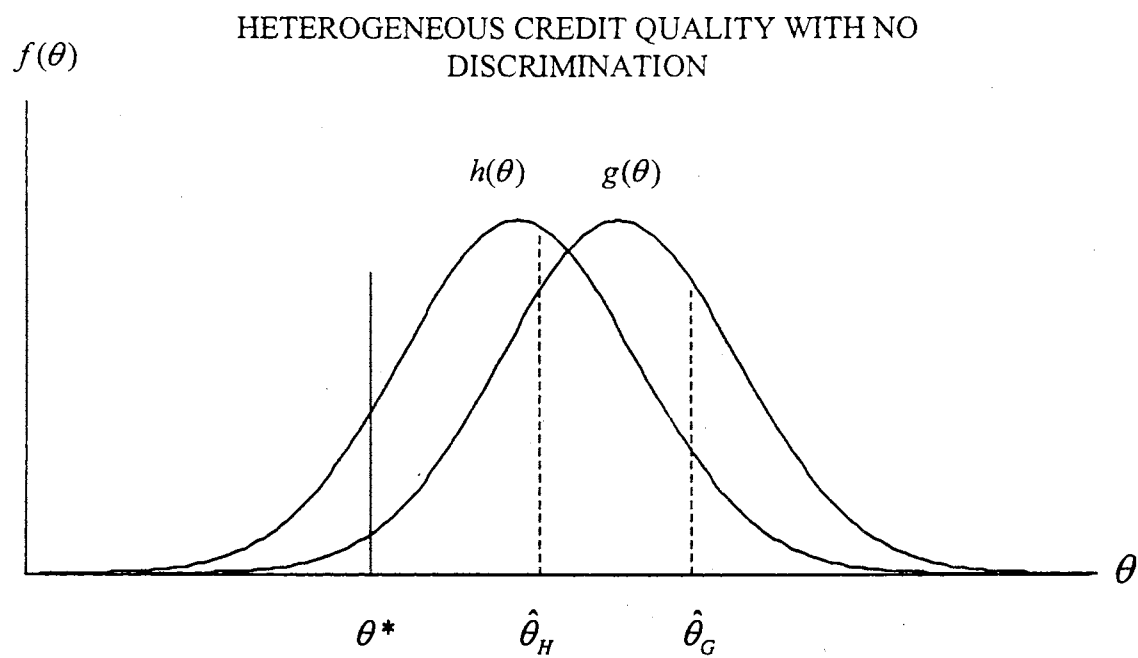 HETEROGENEOUS CREDIT QUALITY WITH NO
DISCRIMINATION
f(θ)
h(θ) g(θ)
θ
θ* θ̂_H θ̂_G